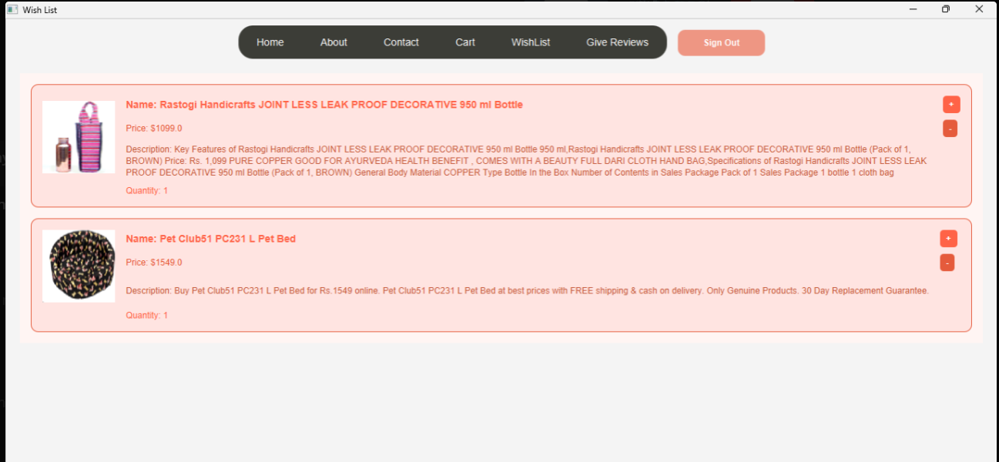 Wish List
Home About Contact Cart WishList Give Reviews Sign Out
Name: Rastogi Handicrafts JOINT LESS LEAK PROOF DECORATIVE 950 ml Bottle
+
Price: $1099.0
-
Description: Key Features of Rastogi Handicrafts JOINT LESS LEAK PROOF DECORATIVE 950 ml Bottle 950 ml,Rastogi Handicrafts JOINT LESS LEAK PROOF DECORATIVE 950 ml Bottle (Pack of 1,
BROWN) Price: Rs. 1,099 PURE COPPER GOOD FOR AYURVEDA HEALTH BENEFIT , COMES WITH A BEAUTY FULL DARI CLOTH HAND BAG,Specifications of Rastogi Handicrafts JOINT LESS LEAK
PROOF DECORATIVE 950 ml Bottle (Pack of 1, BROWN) General Body Material COPPER Type Bottle In the Box Number of Contents in Sales Package Pack of 1 Sales Package 1 bottle 1 cloth bag
Quantity: 1
Name: Pet Club51 PC231 L Pet Bed
+
Price: $1549.0
-
Description: Buy Pet Club51 PC231 L Pet Bed for Rs.1549 online. Pet Club51 PC231 L Pet Bed at best prices with FREE shipping & cash on delivery. Only Genuine Products. 30 Day Replacement Guarantee.
Quantity: 1